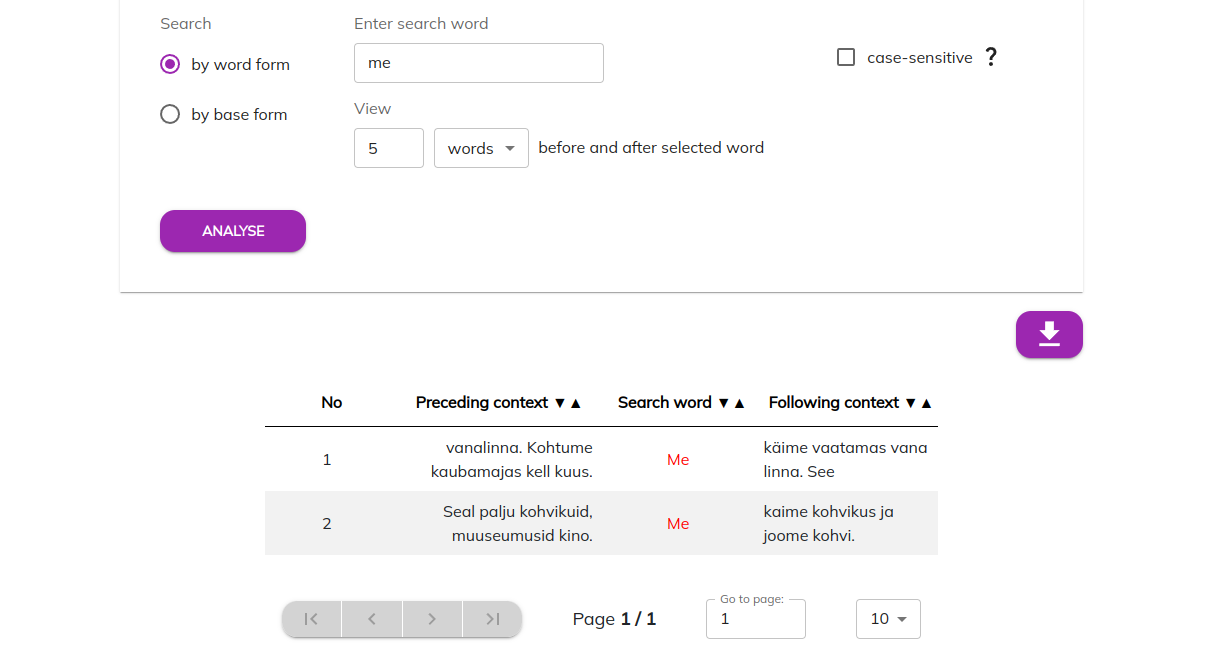 Search
Enter search word
by word form
me
case-sensitive ?
by base form
View
5 words before and after selected word
ANALYSE
No Preceding context ▼▲ Search word ▼▲ Following context ▼▲
1 vanalinna. Kohtume kaubamajas kell kuus. Me käime vaatamas vana linna. See
2 Seal palju kohvikuid, muuseumusid kino. Me kaime kohvikus ja joome kohvi.
Go to page:
Page 1 / 1 1 10